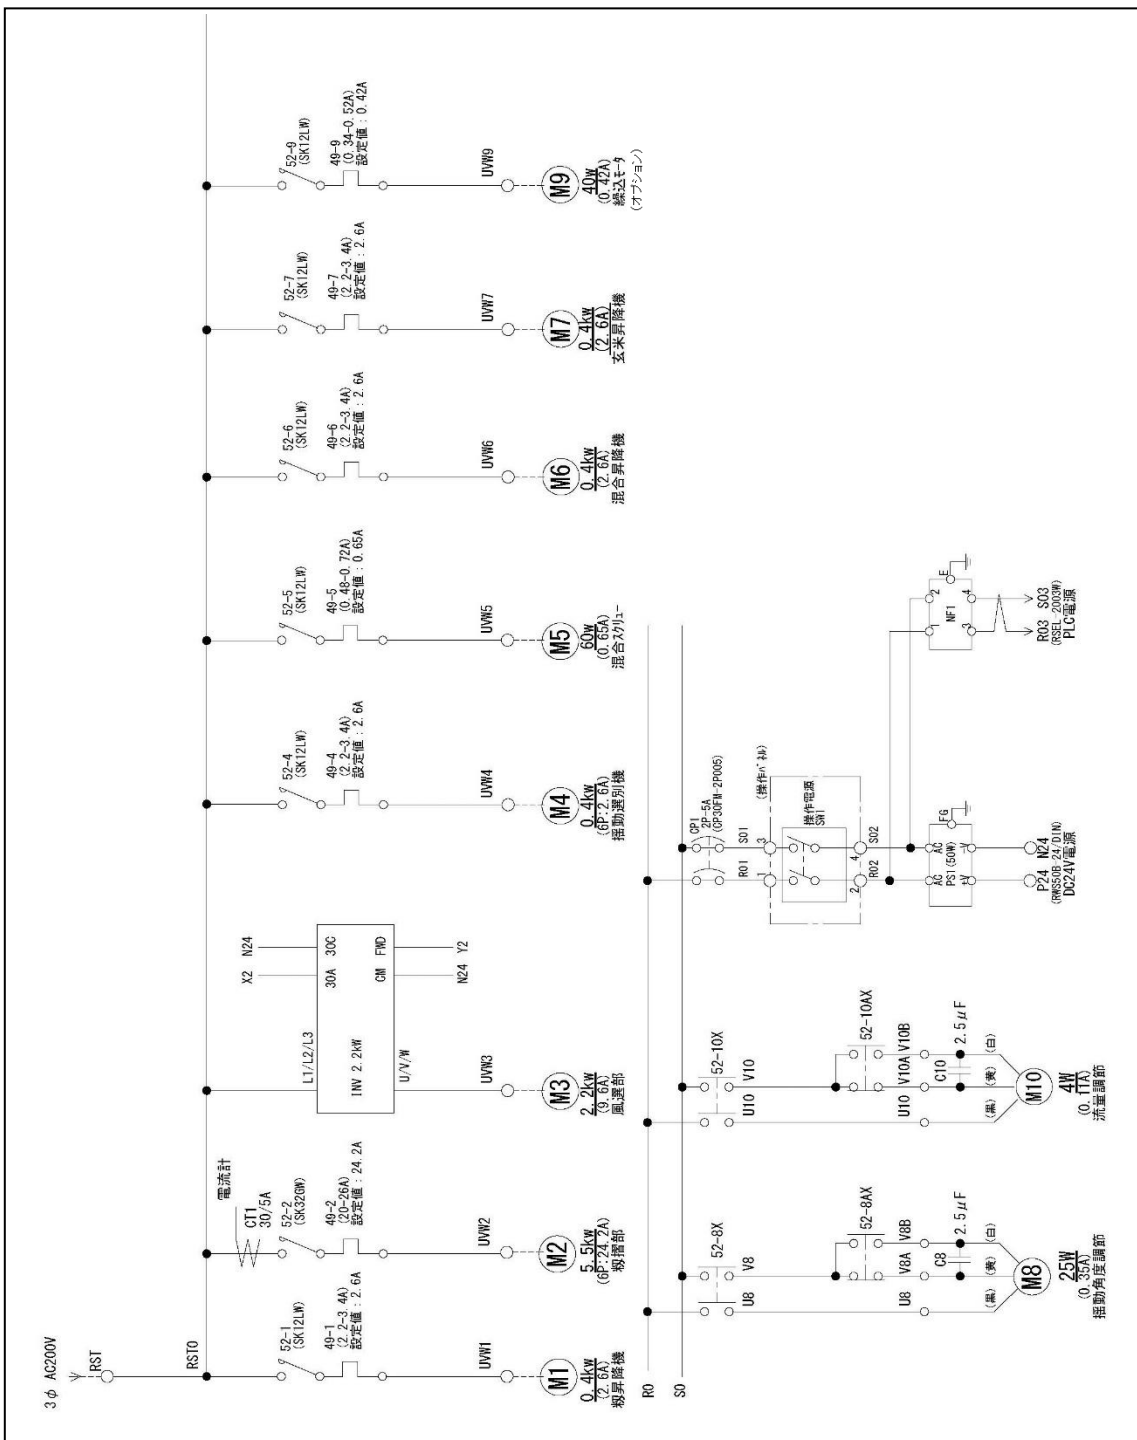 3φ AC200V
RST
RST0
52-1
(SK12LW)
49-1
(2.2-3.4A)
設定値：2.6A
UVW1
M1
0.4kW
(2.6A)
籾昇降機
電流計
CT1
30/5A
52-2
(SK32GW)
49-2
(20-26A)
設定値：24.2A
UVW2
M2
5.5kW
(6P:24.2A)
籾摺部
L1/L2/L3
INV 2.2kW
U/V/W
X2 N24
30A 30C
CM FWD
N24 Y2
UVW3
M3
2.2kW
(9.6A)
風選部
52-4
(SK12LW)
49-4
(2.2-3.4A)
設定値：2.6A
UVW4
M4
0.4kW
(6P:2.6A)
揺動選別機
52-5
(SK12LW)
49-5
(0.48-0.72A)
設定値：0.65A
UVW5
M5
60W
(0.65A)
混合スクリュー
52-6
(SK12LW)
49-6
(2.2-3.4A)
設定値：2.6A
UVW6
M6
0.4kW
(2.6A)
混合昇降機
52-7
(SK12LW)
49-7
(2.2-3.4A)
設定値：2.6A
UVW7
M7
0.4kW
(2.6A)
玄米昇降機
52-9
(SK12LW)
49-9
(0.34-0.52A)
設定値：0.42A
UVW9
M9
40W
(0.42A)
繰込モータ
(オプション)
R0
S0
52-8X
U8 V8
52-8AX
U8 V8A V8B
C8 2.5μF
(黒) (黄) (白)
M8
25W
(0.35A)
揺動角度調節
52-10X
U10 V10
52-10AX
U10 V10A V10B
C10 2.5μF
(黒) (黄) (白)
M10
4W
(0.11A)
流量調節
CP1
2P-5A
(CP30FM-2P005)
R01 S01
(操作パネル)
1 3
操作電源
SW1
2 4
R02 S02
AC AC
PS1(50W)
FG
+V -V
P24 N24
(RWS50B-24/DIN)
DC24V電源
1 2
NF1
E
3 4
R03 S03
(RSEL-2003W)
PLC電源